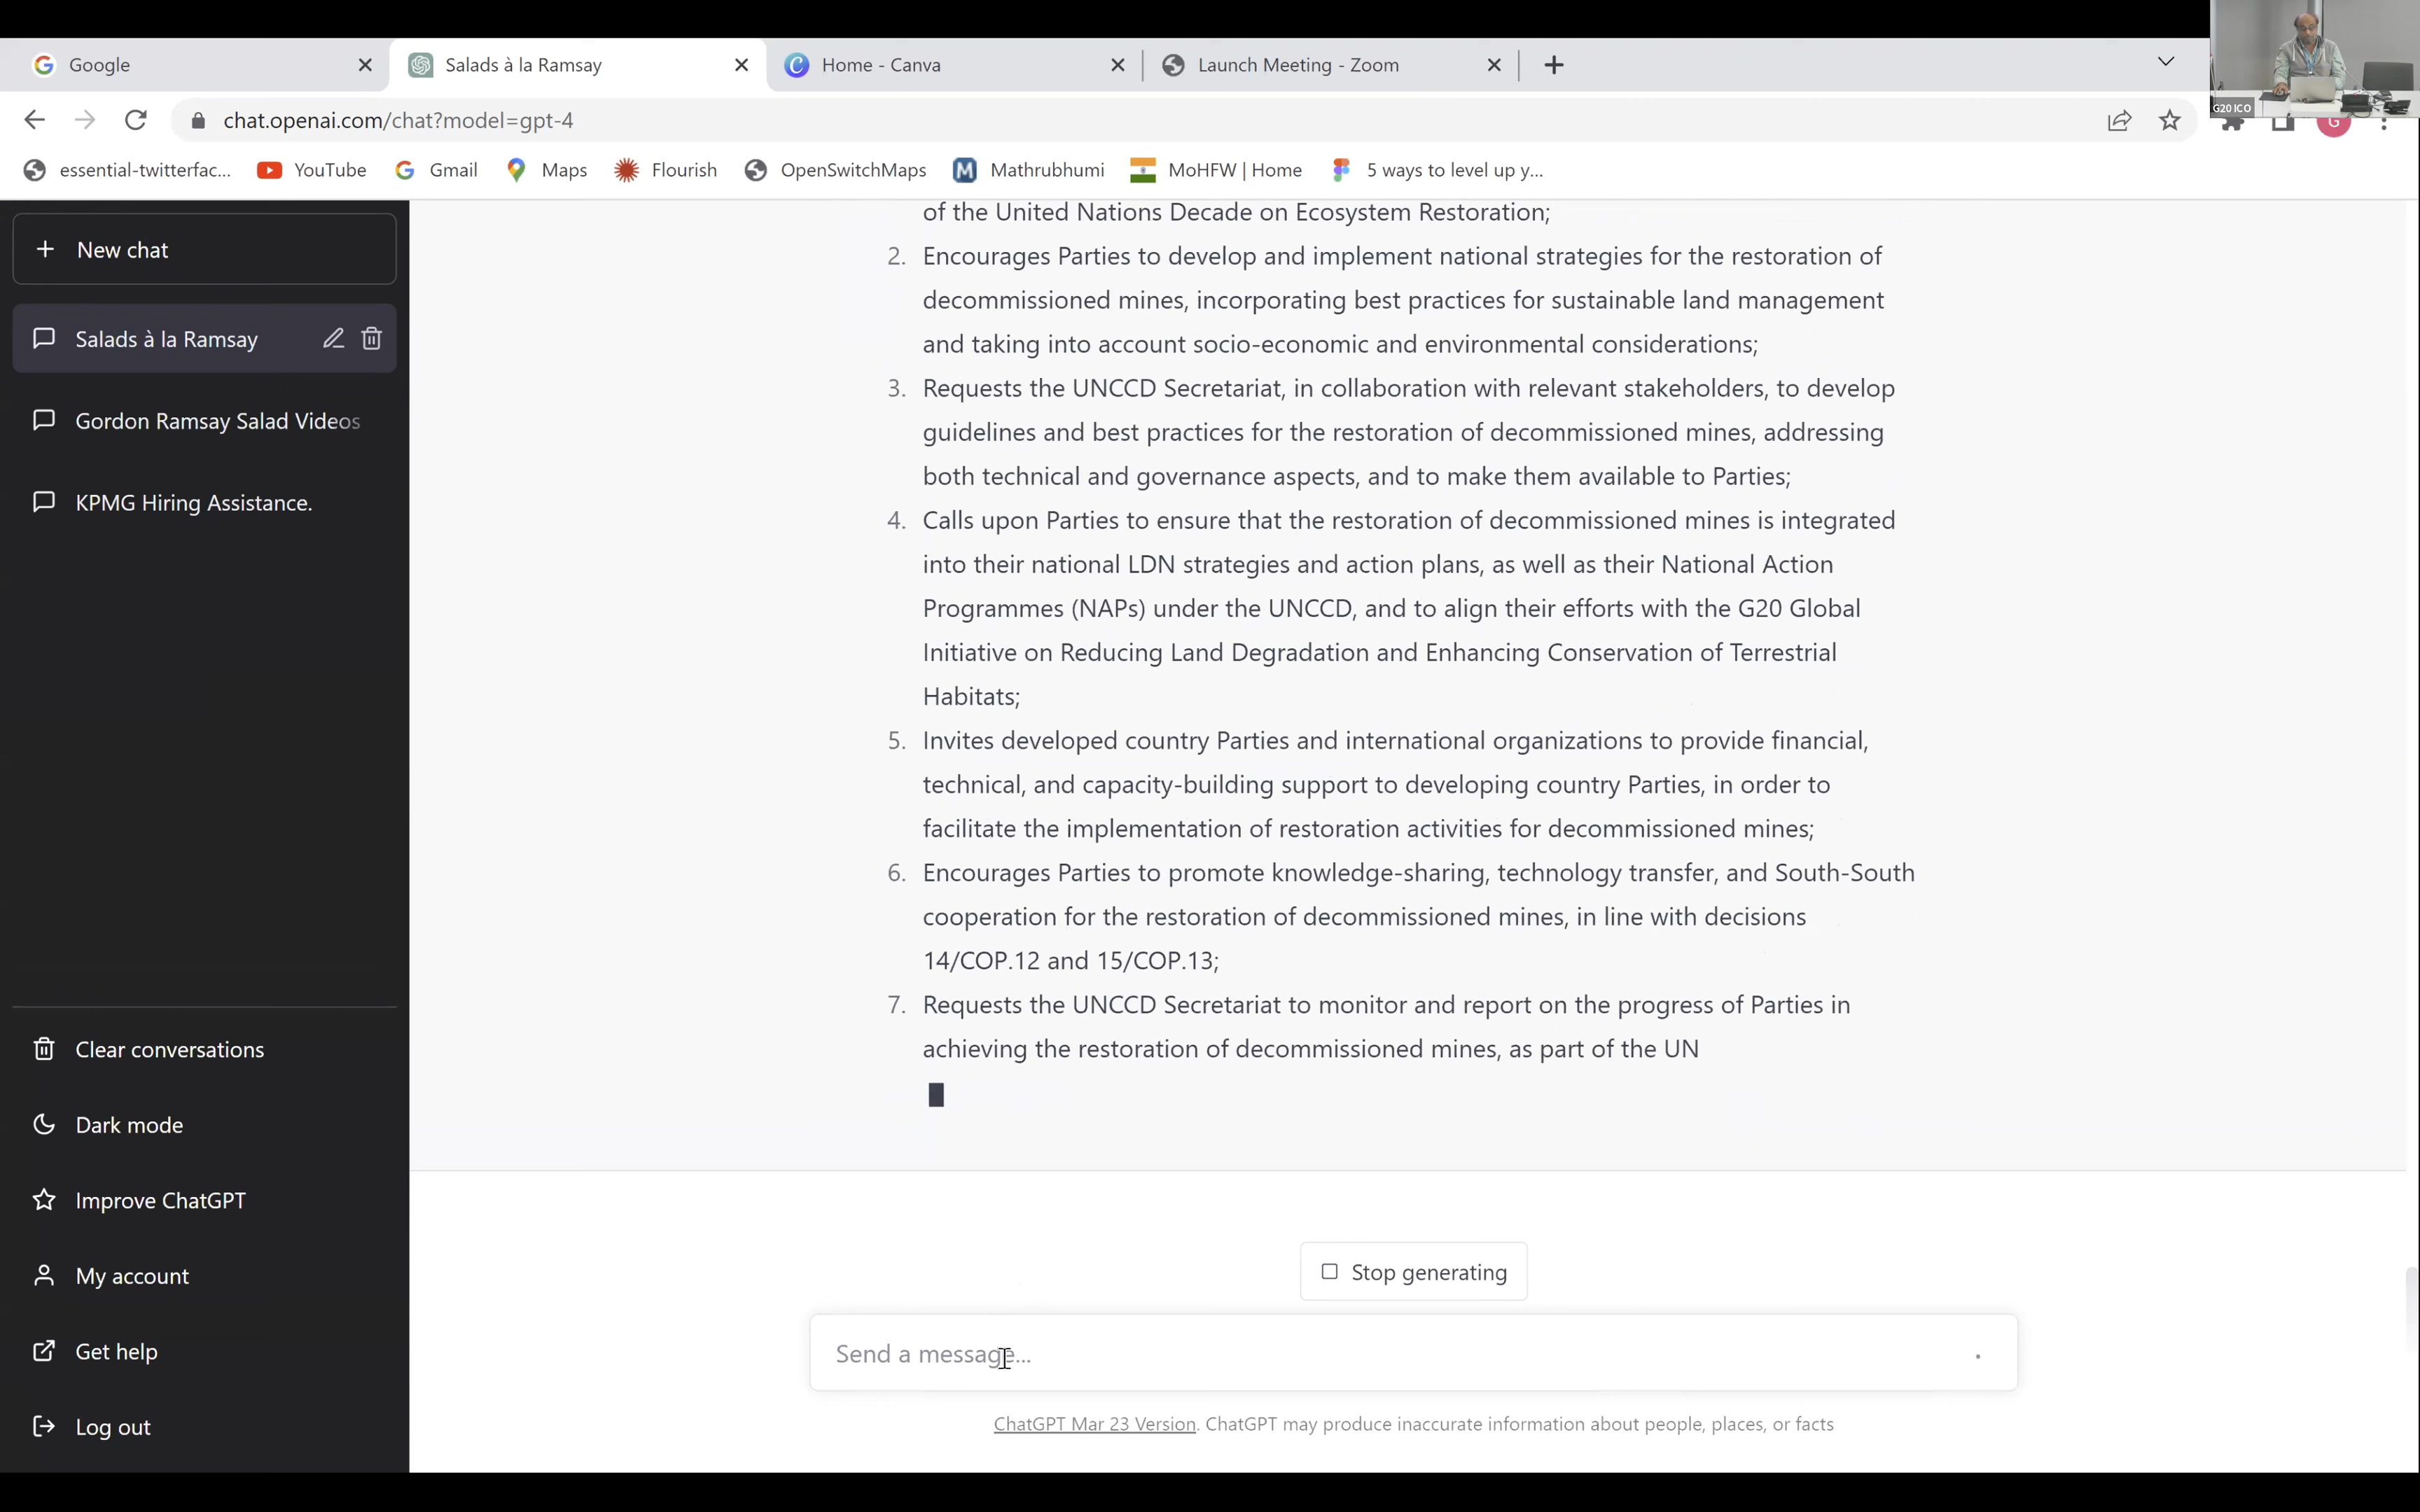 Google
Salads à la Ramsay
Home - Canva
Launch Meeting - Zoom
G20 ICO
chat.openai.com/chat?model=gpt-4
G
essential-twitterfac...
YouTube
Gmail
Maps
Flourish
OpenSwitchMaps
Mathrubhumi
MoHFW | Home
5 ways to level up y...
New chat
Salads à la Ramsay
Gordon Ramsay Salad Videos
KPMG Hiring Assistance.
Clear conversations
Dark mode
Improve ChatGPT
My account
Get help
Log out
of the United Nations Decade on Ecosystem Restoration;
2. Encourages Parties to develop and implement national strategies for the restoration of
decommissioned mines, incorporating best practices for sustainable land management
and taking into account socio-economic and environmental considerations;
3. Requests the UNCCD Secretariat, in collaboration with relevant stakeholders, to develop
guidelines and best practices for the restoration of decommissioned mines, addressing
both technical and governance aspects, and to make them available to Parties;
4. Calls upon Parties to ensure that the restoration of decommissioned mines is integrated
into their national LDN strategies and action plans, as well as their National Action
Programmes (NAPs) under the UNCCD, and to align their efforts with the G20 Global
Initiative on Reducing Land Degradation and Enhancing Conservation of Terrestrial
Habitats;
5. Invites developed country Parties and international organizations to provide financial,
technical, and capacity-building support to developing country Parties, in order to
facilitate the implementation of restoration activities for decommissioned mines;
6. Encourages Parties to promote knowledge-sharing, technology transfer, and South-South
cooperation for the restoration of decommissioned mines, in line with decisions
14/COP.12 and 15/COP.13;
7. Requests the UNCCD Secretariat to monitor and report on the progress of Parties in
achieving the restoration of decommissioned mines, as part of the UN
Stop generating
Send a message...
ChatGPT Mar 23 Version. ChatGPT may produce inaccurate information about people, places, or facts